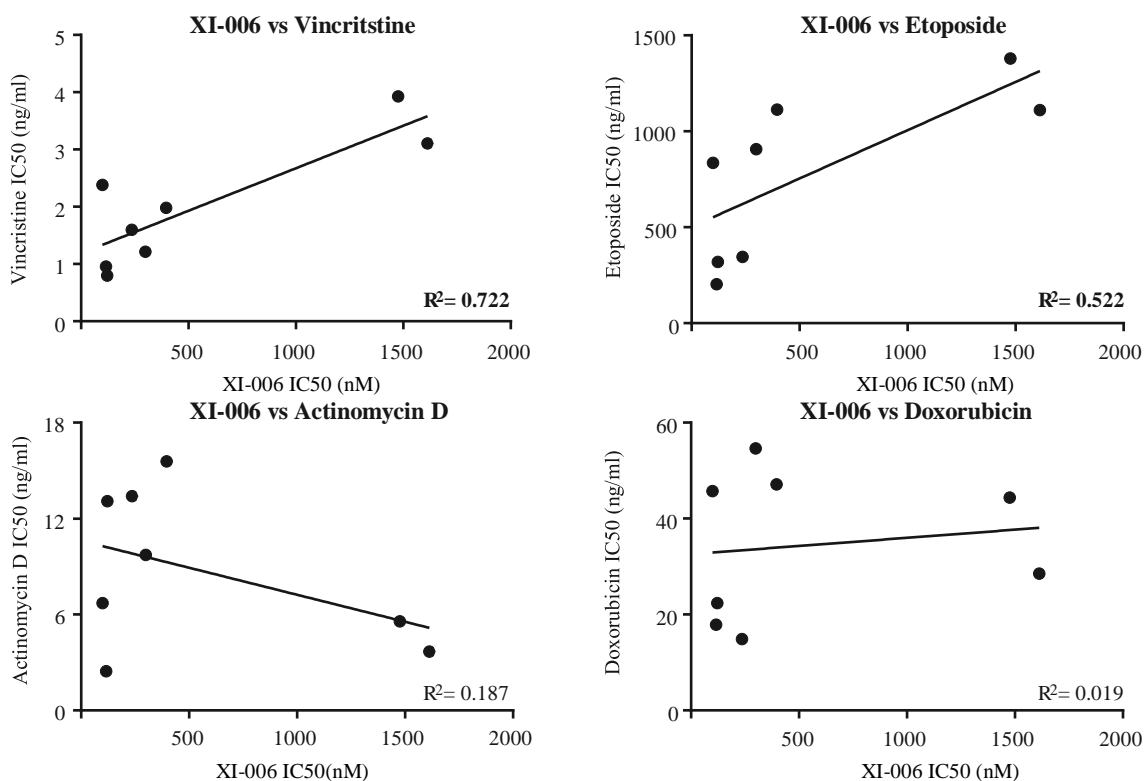 XI-006 vs Vincritstine
5
4
3
2
1
0
Vincristine IC50 (ng/ml)
R²= 0.722
500
1000
1500
2000
XI-006 IC50 (nM)
XI-006 vs Etoposide
1500
1000
500
0
Etoposide IC50 (ng/ml)
R²= 0.522
500
1000
1500
2000
XI-006 IC50 (nM)
XI-006 vs Actinomycin D
18
12
6
0
Actinomycin D IC50 (ng/ml)
R²= 0.187
500
1000
1500
2000
XI-006 IC50(nM)
XI-006 vs Doxorubicin
60
40
20
0
Doxorubicin IC50 (ng/ml)
R²= 0.019
500
1000
1500
2000
XI-006 IC50 (nM)